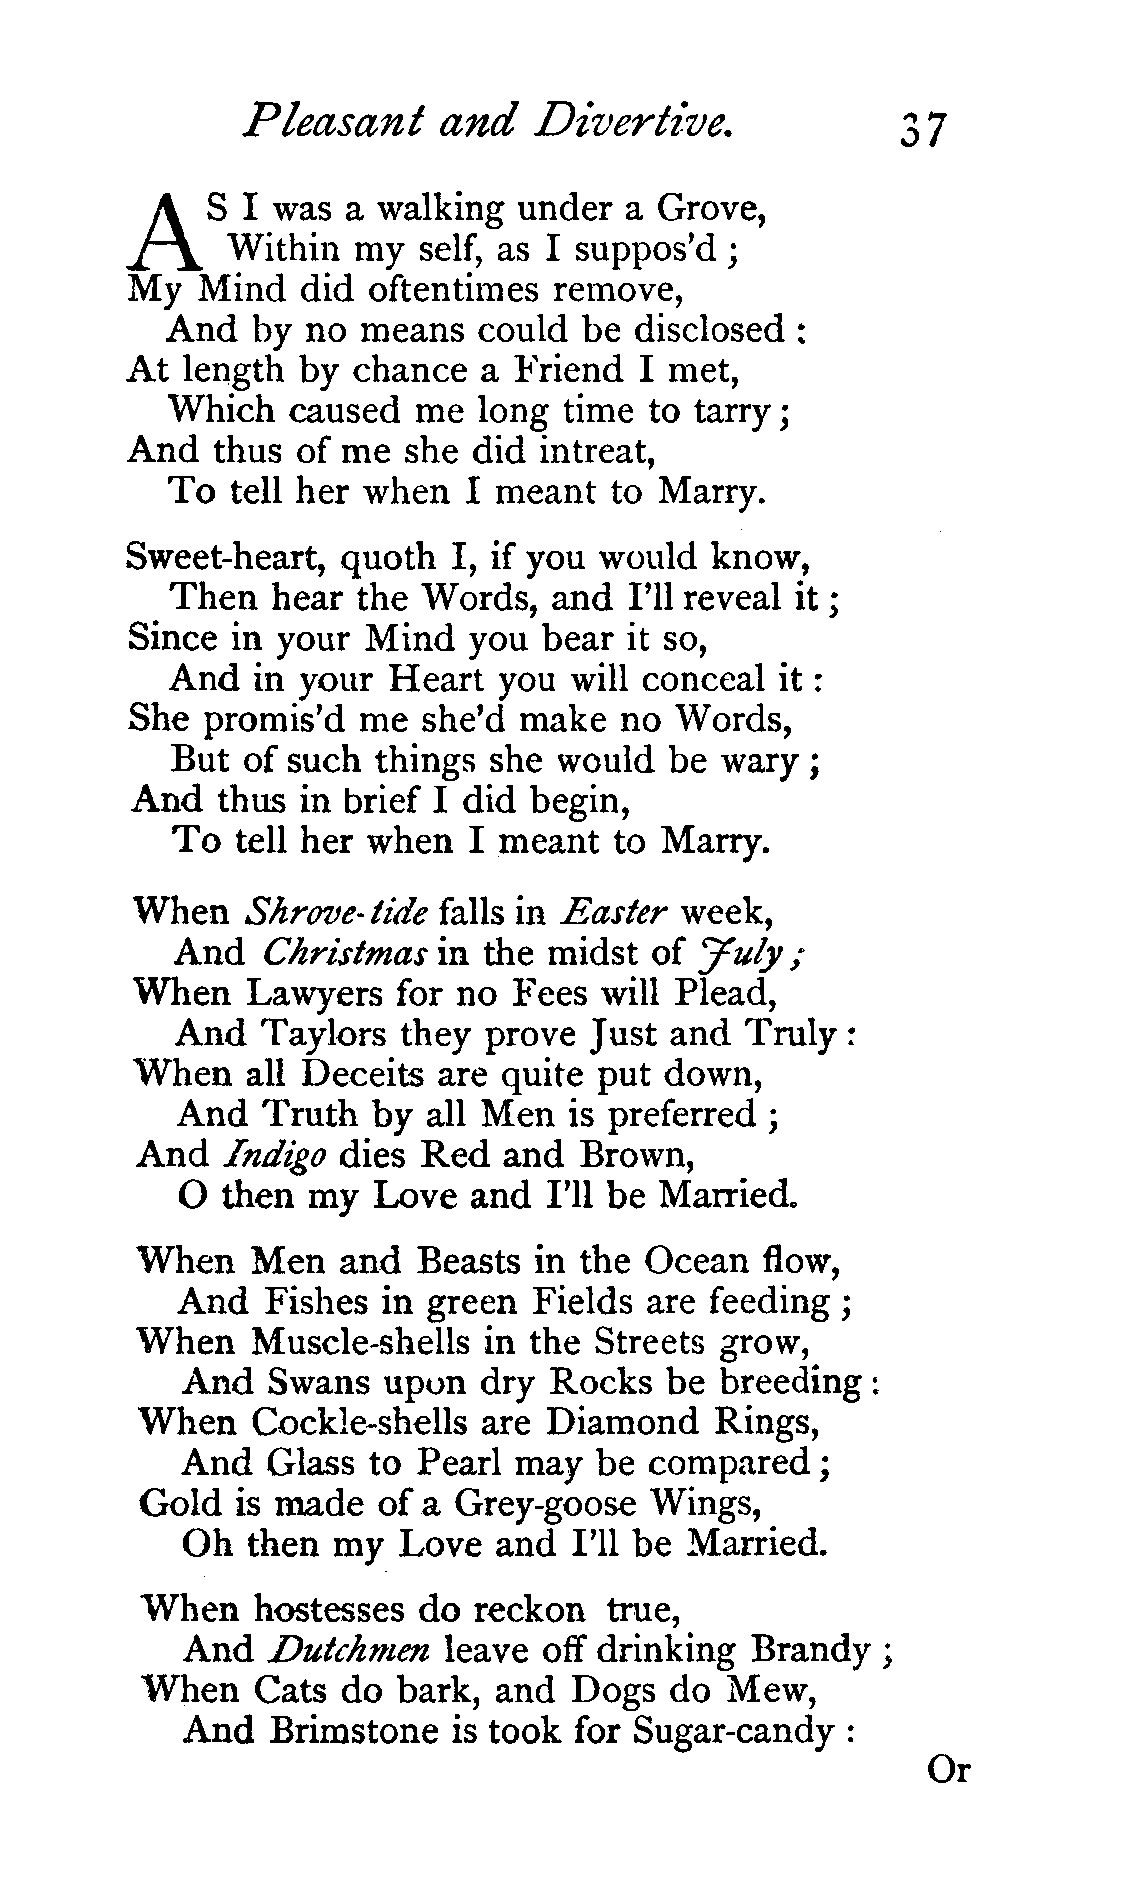 Pleasant and Divertive. 37
AS I was a walking under a Grove,
Within my self, as I suppos'd ;
My Mind did oftentimes remove,
And by no means could be disclosed :
At length by chance a Friend I met,
Which caused me long time to tarry ;
And thus of me she did intreat,
To tell her when I meant to Marry.
Sweet-heart, quoth I, if you would know,
Then hear the Words, and I'll reveal it ;
Since in your Mind you bear it so,
And in your Heart you will conceal it :
She promis'd me she'd make no Words,
But of such things she would be wary ;
And thus in brief I did begin,
To tell her when I meant to Marry.
When Shrove-tide falls in Easter week,
And Christmas in the midst of July ;
When Lawyers for no Fees will Plead,
And Taylors they prove Just and Truly :
When all Deceits are quite put down,
And Truth by all Men is preferred ;
And Indigo dies Red and Brown,
O then my Love and I'll be Married.
When Men and Beasts in the Ocean flow,
And Fishes in green Fields are feeding ;
When Muscle-shells in the Streets grow,
And Swans upon dry Rocks be breeding :
When Cockle-shells are Diamond Rings,
And Glass to Pearl may be compared ;
Gold is made of a Grey-goose Wings,
Oh then my Love and I'll be Married.
When hostesses do reckon true,
And Dutchmen leave off drinking Brandy ;
When Cats do bark, and Dogs do Mew,
And Brimstone is took for Sugar-candy :
Or